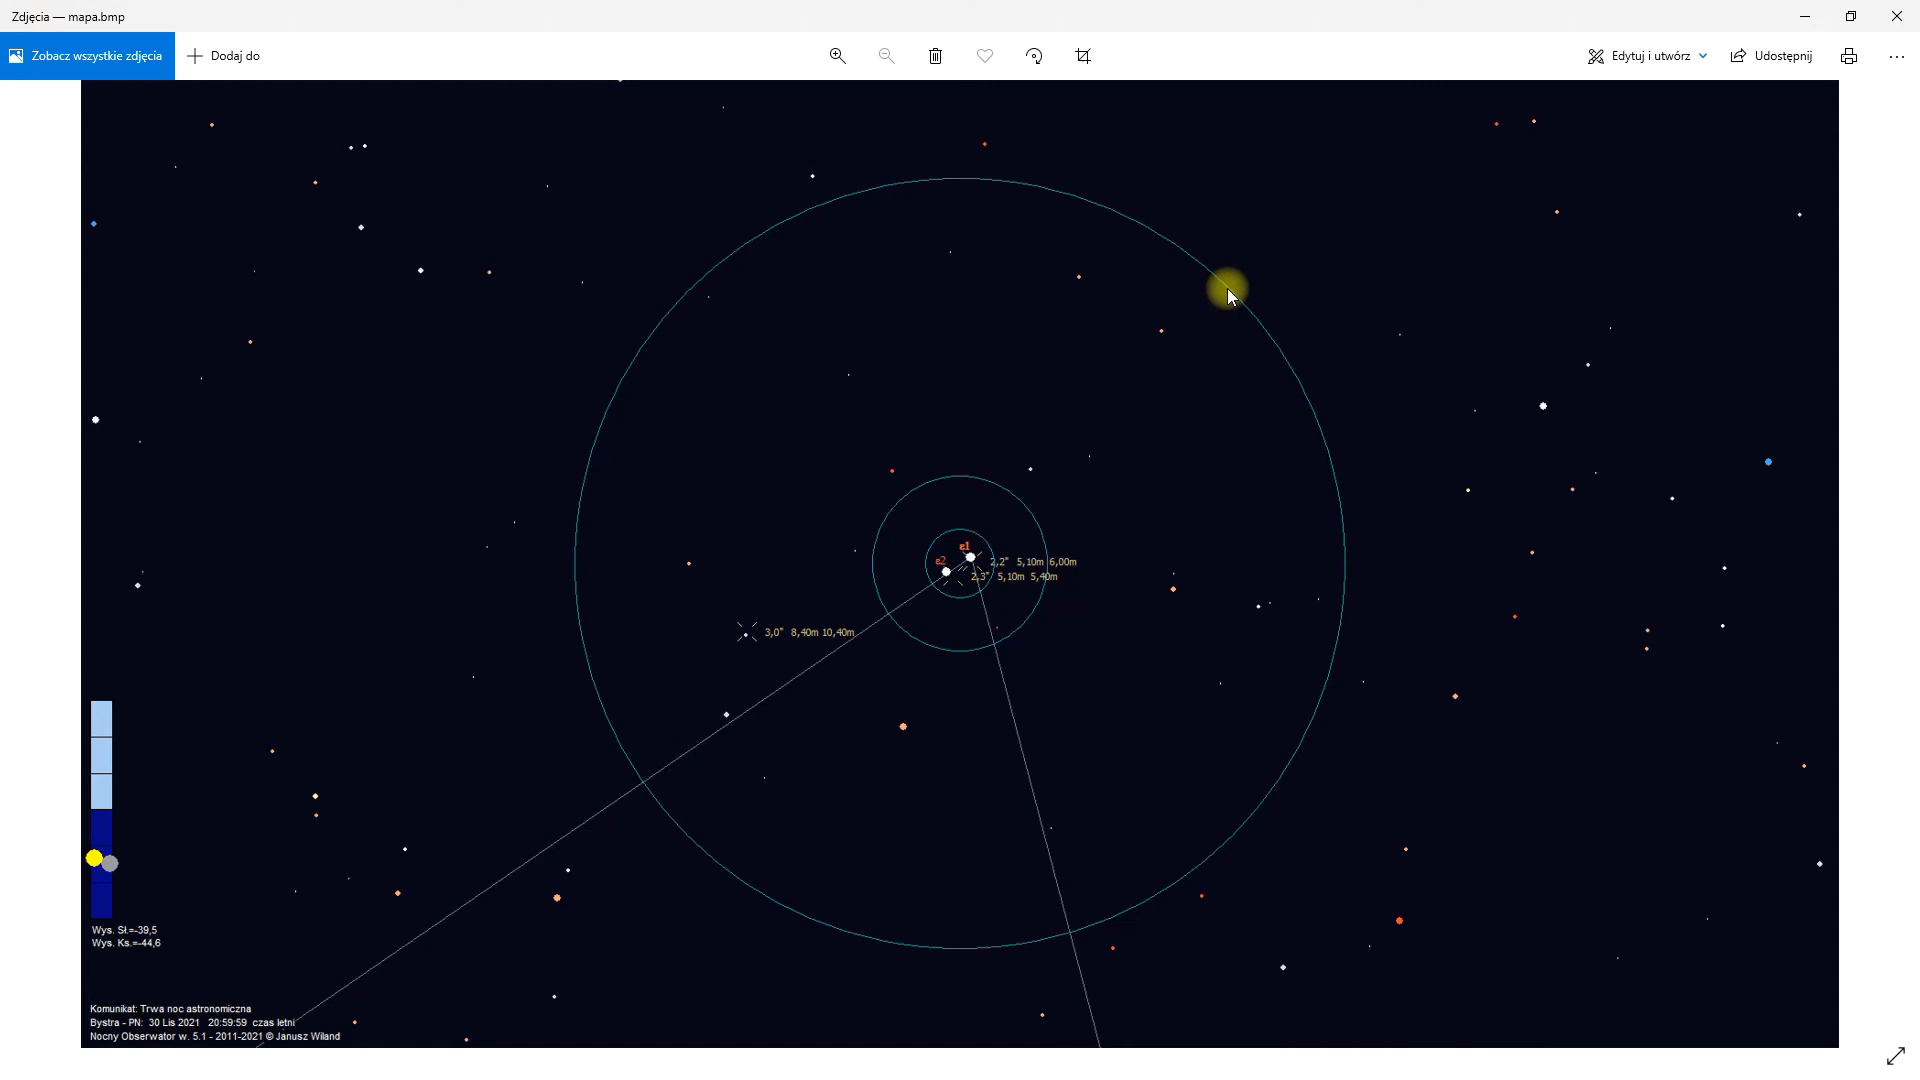 Zdjęcia — mapa.bmp
Zobacz wszystkie zdjęcia
Dodaj do
Edytuj i utwórz
Udostępnij
ε1
ε2
2,2" 5,10m 6,00m
2,3" 5,10m 5,40m
3,0" 8,40m 10,40m
Wys. Sł.=-39,5
Wys. Ks.=-44,6
Komunikat: Trwa noc astronomiczna
Bystra - PN: 30 Lis 2021 20:59:59 czas letni
Nocny Obserwator w. 5.1 - 2011-2021 © Janusz Wiland